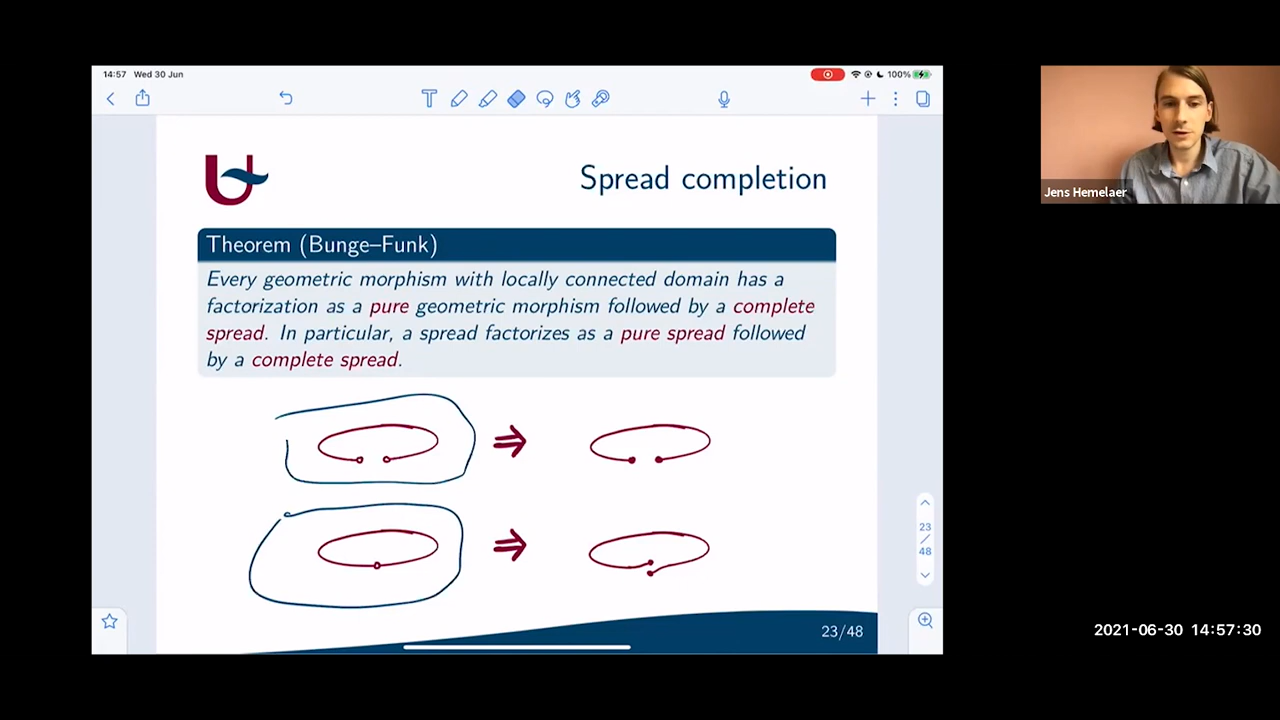 14:57 Wed 30 Jun
100%
Spread completion
Theorem (Bunge–Funk)
Every geometric morphism with locally connected domain has a
factorization as a pure geometric morphism followed by a complete
spread. In particular, a spread factorizes as a pure spread followed
by a complete spread.
23
/
48
23/48
Jens Hemelaer
2021-06-30 14:57:30